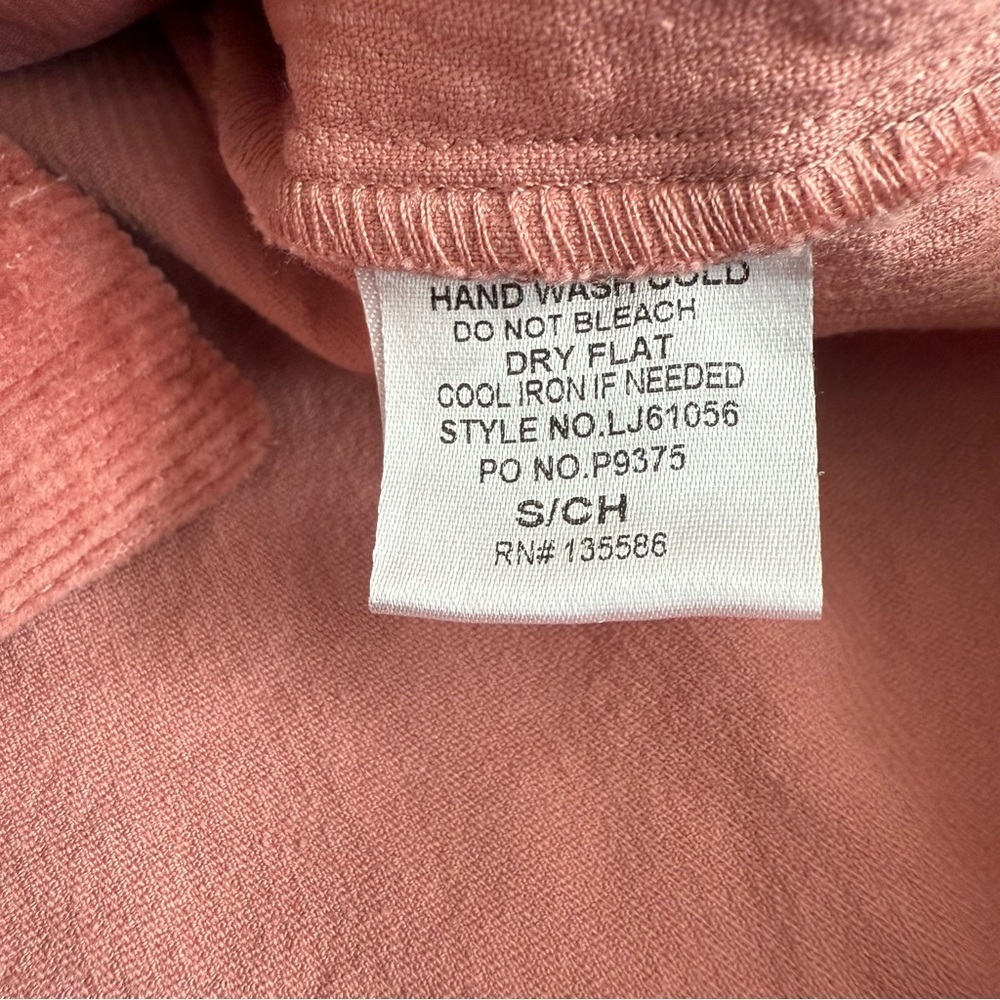 HAND WASH COLD
DO NOT BLEACH
DRY FLAT
COOL IRON IF NEEDED
STYLE NO.LJ61056
PO NO.P9375
S/CH
RN# 135586